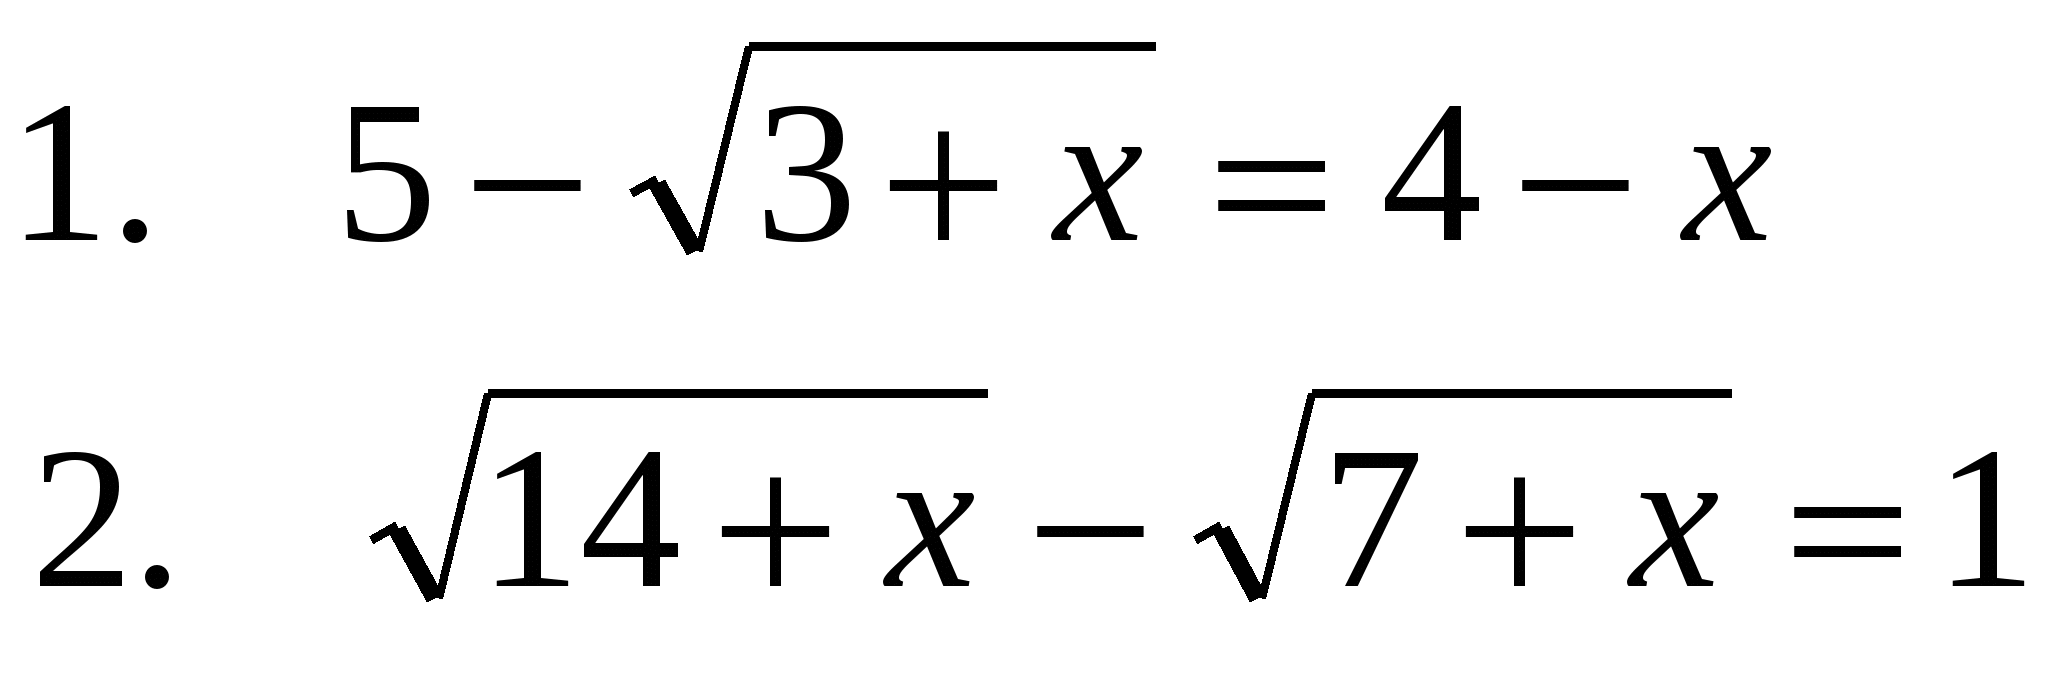 1. 5 − √(3 + x) = 4 − x
2. √(14 + x) − √(7 + x) = 1